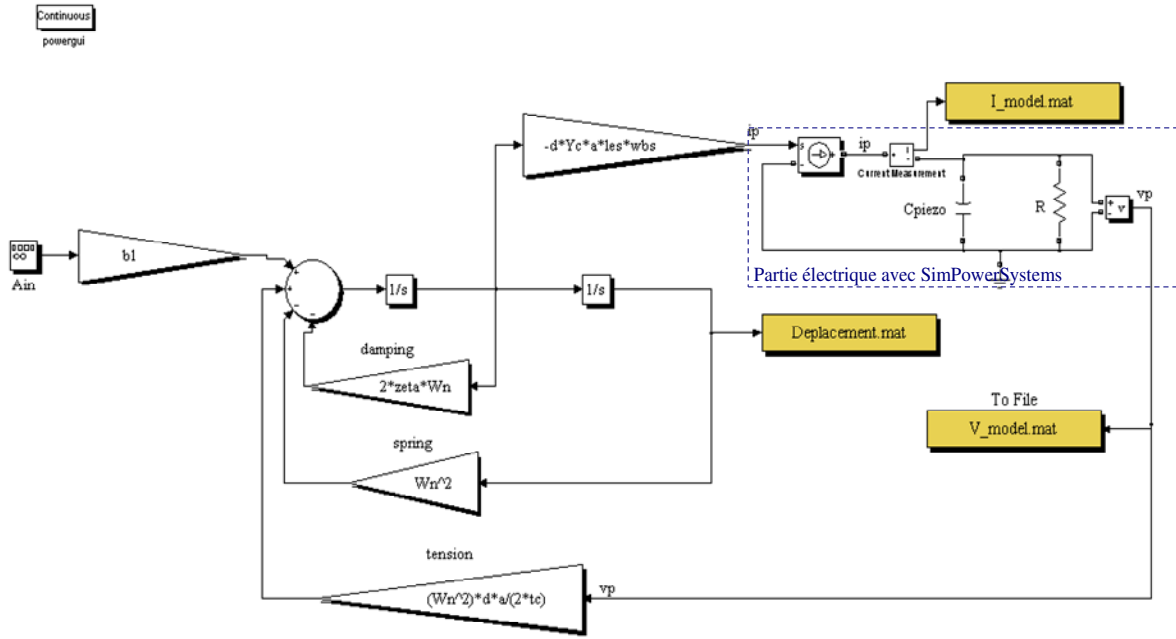 Continuous
powergui
I_model.mat
-d*Yc*a*les*wbs
ip
s
+
-
ip
+
i
-
Current Measurement
Cpiezo
R
+
-
v
vp
Partie électrique avec SimPowerSystems
Ain
b1
+
+
-
-
1/s
1/s
Deplacement.mat
damping
2*zeta*Wn
To File
V_model.mat
spring
Wn^2
tension
(Wn^2)*d*a/(2*tc)
vp